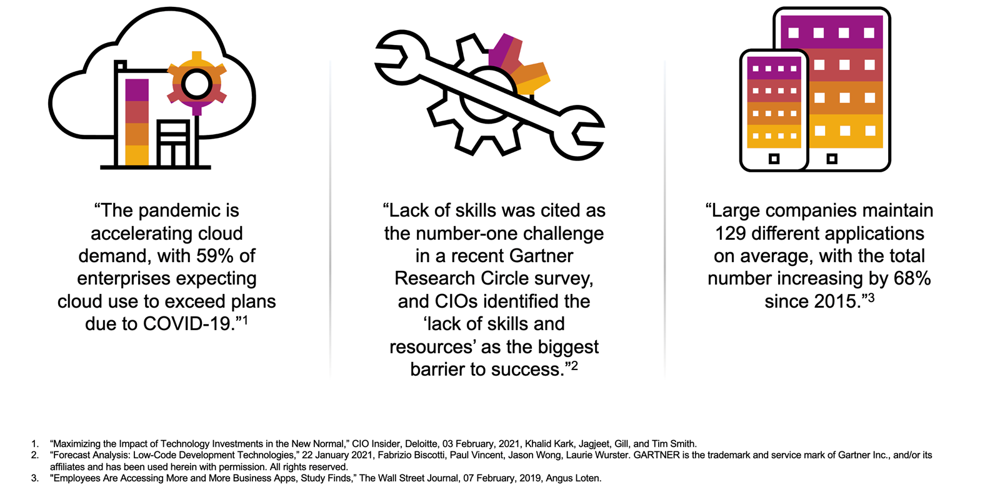 “The pandemic is
accelerating cloud
demand, with 59% of
enterprises expecting
cloud use to exceed plans
due to COVID-19.”1
“Lack of skills was cited as
the number-one challenge
in a recent Gartner
Research Circle survey,
and CIOs identified the
‘lack of skills and
resources’ as the biggest
barrier to success.”2
“Large companies maintain
129 different applications
on average, with the total
number increasing by 68%
since 2015.”3
1. “Maximizing the Impact of Technology Investments in the New Normal,” CIO Insider, Deloitte, 03 February, 2021, Khalid Kark, Jagjeet, Gill, and Tim Smith.
2. “Forecast Analysis: Low-Code Development Technologies,” 22 January 2021, Fabrizio Biscotti, Paul Vincent, Jason Wong, Laurie Wurster. GARTNER is the trademark and service mark of Gartner Inc., and/or its
affiliates and has been used herein with permission. All rights reserved.
3. "Employees Are Accessing More and More Business Apps, Study Finds,” The Wall Street Journal, 07 February, 2019, Angus Loten.